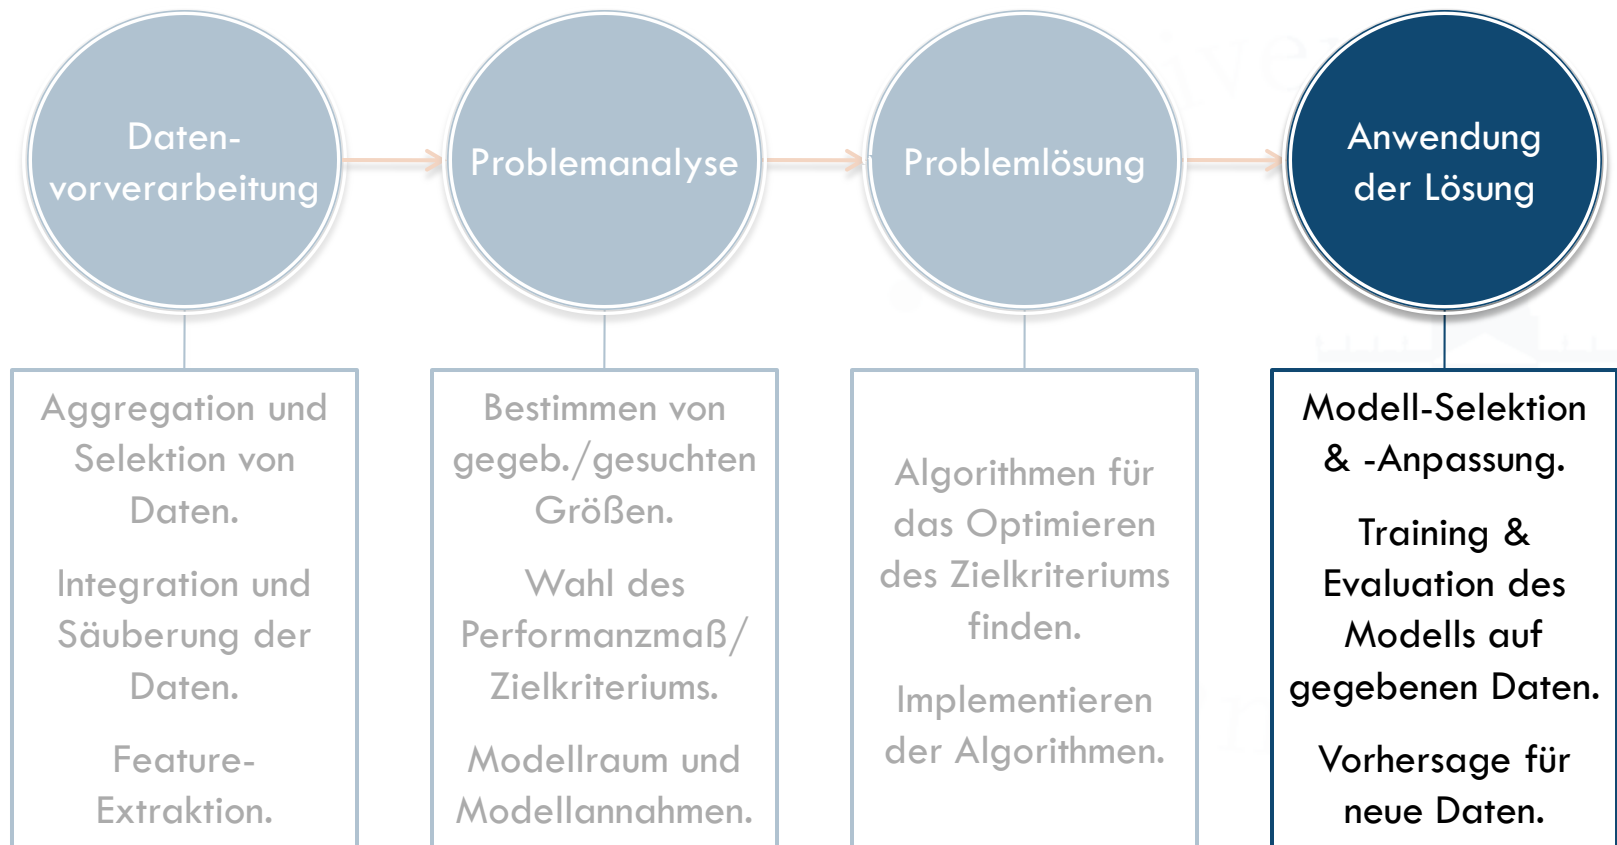 Daten-
vorverarbeitung
Problemanalyse
Problemlösung
Anwendung
der Lösung
Aggregation und
Selektion von
Daten.
Integration und
Säuberung der
Daten.
Feature-
Extraktion.
Bestimmen von
gegeb./gesuchten
Größen.
Wahl des
Performanzmaß/
Zielkriteriums.
Modellraum und
Modellannahmen.
Algorithmen für
das Optimieren
des Zielkriteriums
finden.
Implementieren
der Algorithmen.
Modell-Selektion
& -Anpassung.
Training &
Evaluation des
Modells auf
gegebenen Daten.
Vorhersage für
neue Daten.